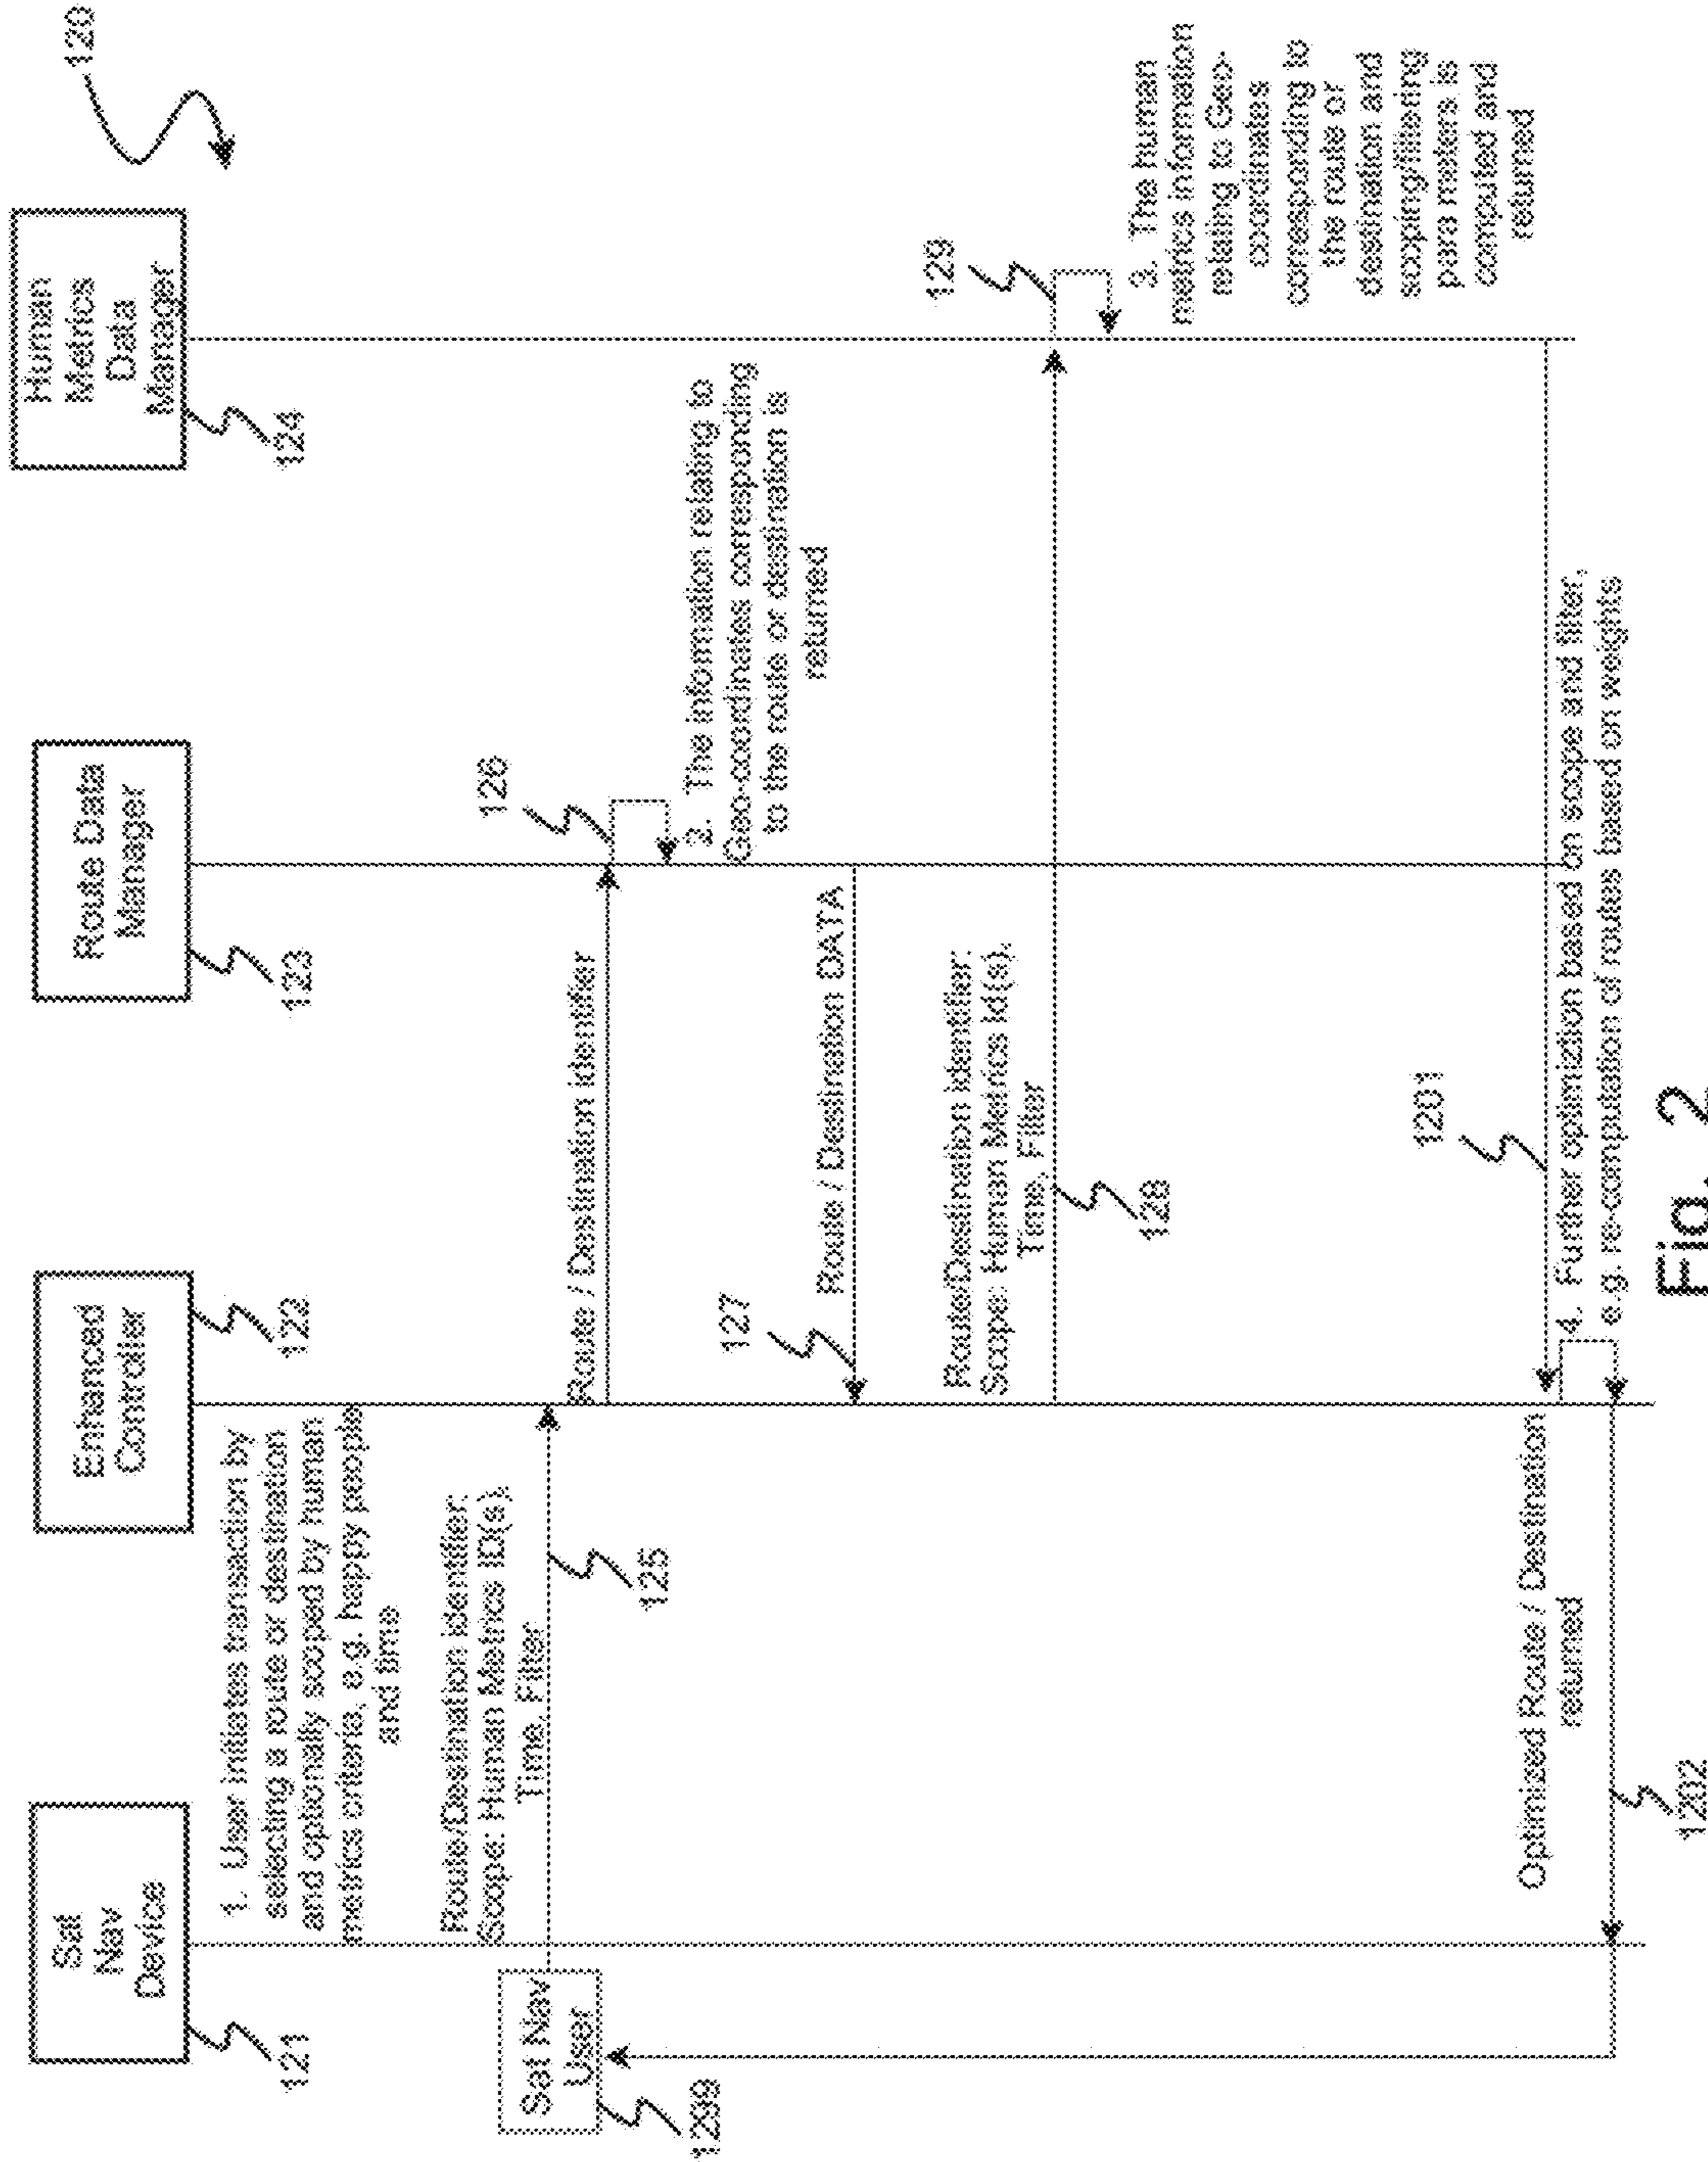 120
Sat
Nav
Device
121
Enhanced
Controller
122
Route Data
Manager
123
Human
Metrics
Data
Manager
124
1. User initiates transaction by
selecting a route or destination
and optionally scoped by human
metrics criteria, e.g. happy people
and time
Route/Destination identifier;
Scope: Human Metrics ID(s),
Time, Filter
125
Sat Nav
User
1299
Route / Destination identifier
126
2. The information relating to
Geo-coordinates corresponding
to the route or destination is
returned
127
Route / Destination DATA
Route/Destination identifier;
Scope: Human Metrics Id(s),
Time, Filter
128
129
3. The human
metrics information
relating to Geo-
coordinates
corresponding to
the route or
destination and
scoping/filtering
para meters is
computed and
returned
1201
4. Further optimiztion based on scope and filter,
e.g. re-computation of routes based on weights
Optimized Route / Destination
returned
1202
Fig. 2